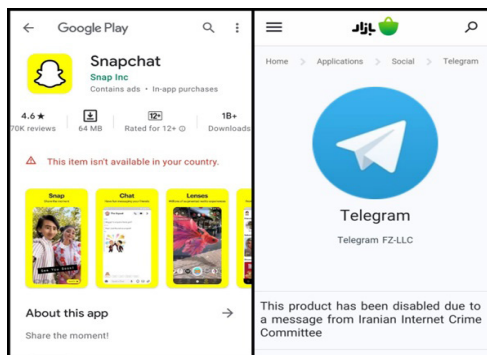 Google Play
Snapchat
Snap Inc
Contains ads • In-app purchases
4.6★
70K reviews
64 MB
12+
Rated for 12+
1B+
Downloads
This item isn't available in your country.
Snap
Chat
Lenses
About this app
Share the moment!
بازار
Home > Applications > Social > Telegram
Telegram
Telegram FZ-LLC
This product has been disabled due to
a message from Iranian Internet Crime
Committee